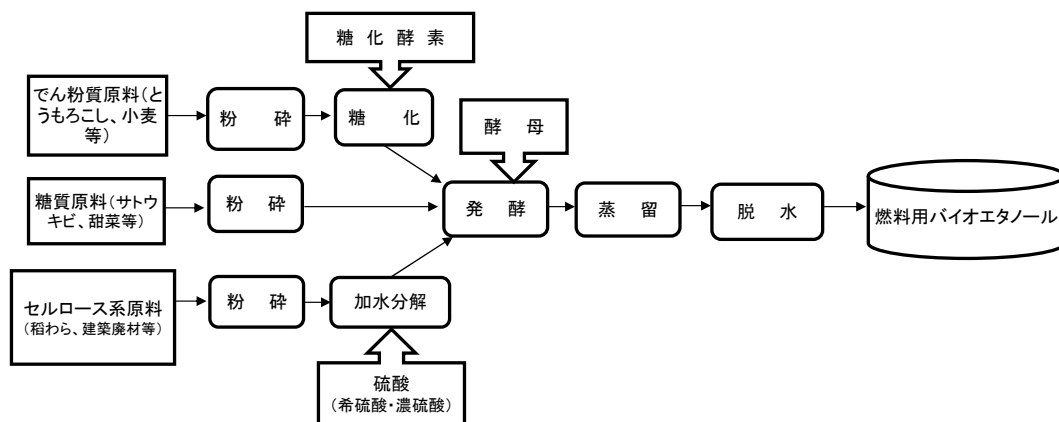 糖 化 酵 素
でん粉質原料(と
うもろこし、小麦
等)
粉 砕
糖 化
酵 母
糖質原料(サトウ
キビ、甜菜等)
粉 砕
発 酵
蒸 留
脱 水
燃料用バイオエタノール
セルロース系原料
(稲わら、建築廃材等)
粉 砕
加水分解
硫酸
(希硫酸・濃硫酸)